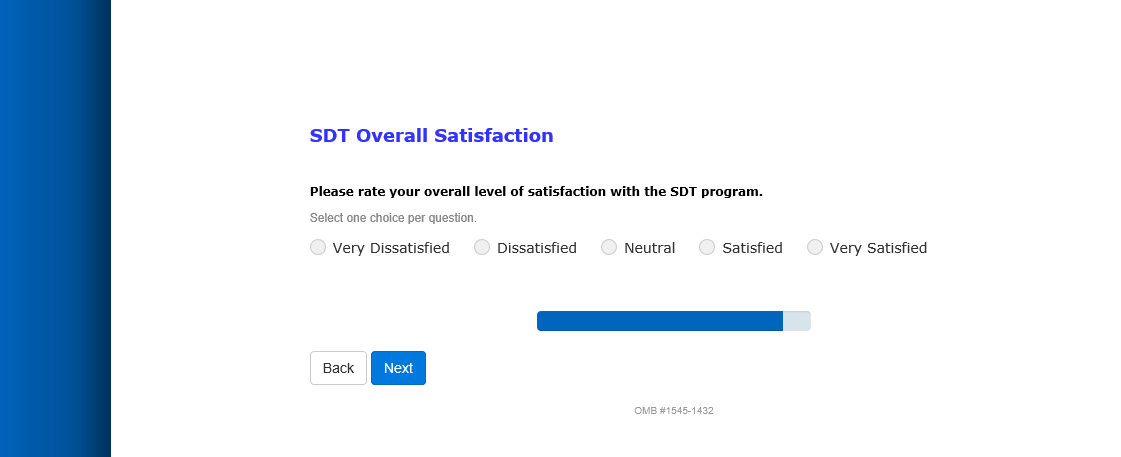 SDT Overall Satisfaction
Please rate your overall level of satisfaction with the SDT program.
Select one choice per question.
Very Dissatisfied Dissatisfied Neutral Satisfied Very Satisfied
Back Next
OMB #1545-1432